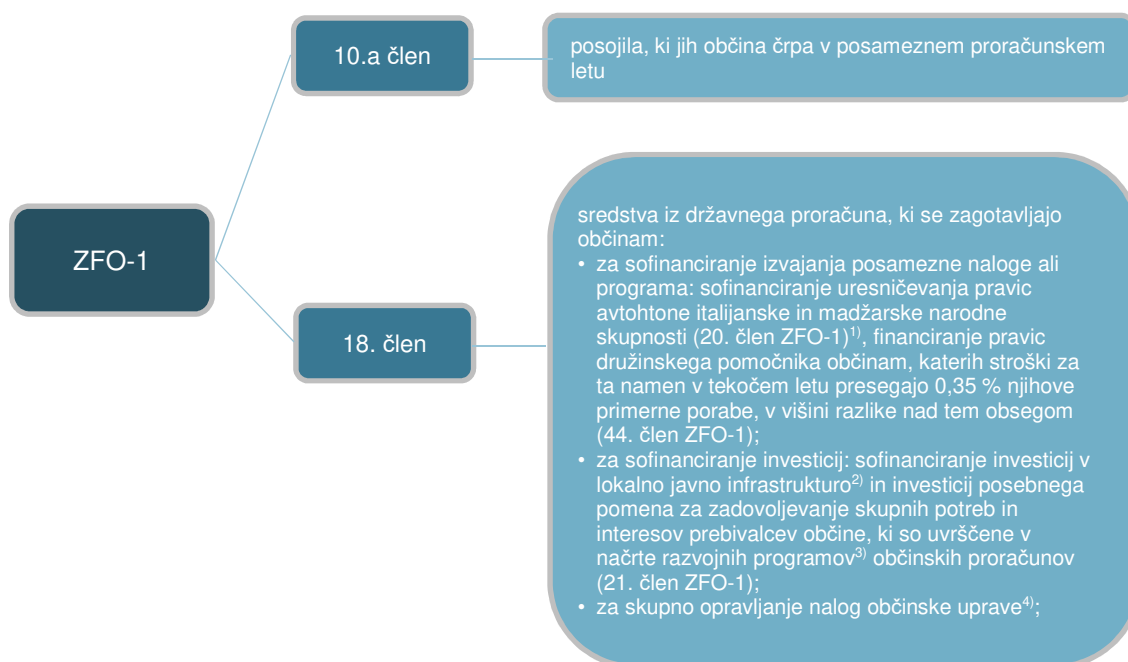 10.a člen
posojila, ki jih občina črpa v posameznem proračunskem
letu
ZFO-1
18. člen
sredstva iz državnega proračuna, ki se zagotavljajo
občinam:
• za sofinanciranje izvajanja posamezne naloge ali
programa: sofinanciranje uresničevanja pravic
avtohtone italijanske in madžarske narodne
skupnosti (20. člen ZFO-1)1), financiranje pravic
družinskega pomočnika občinam, katerih stroški za
ta namen v tekočem letu presegajo 0,35 % njihove
primerne porabe, v višini razlike nad tem obsegom
(44. člen ZFO-1);
• za sofinanciranje investicij: sofinanciranje investicij v
lokalno javno infrastrukturo2) in investicij posebnega
pomena za zadovoljevanje skupnih potreb in
interesov prebivalcev občine, ki so uvrščene v
načrte razvojnih programov3) občinskih proračunov
(21. člen ZFO-1);
• za skupno opravljanje nalog občinske uprave4);